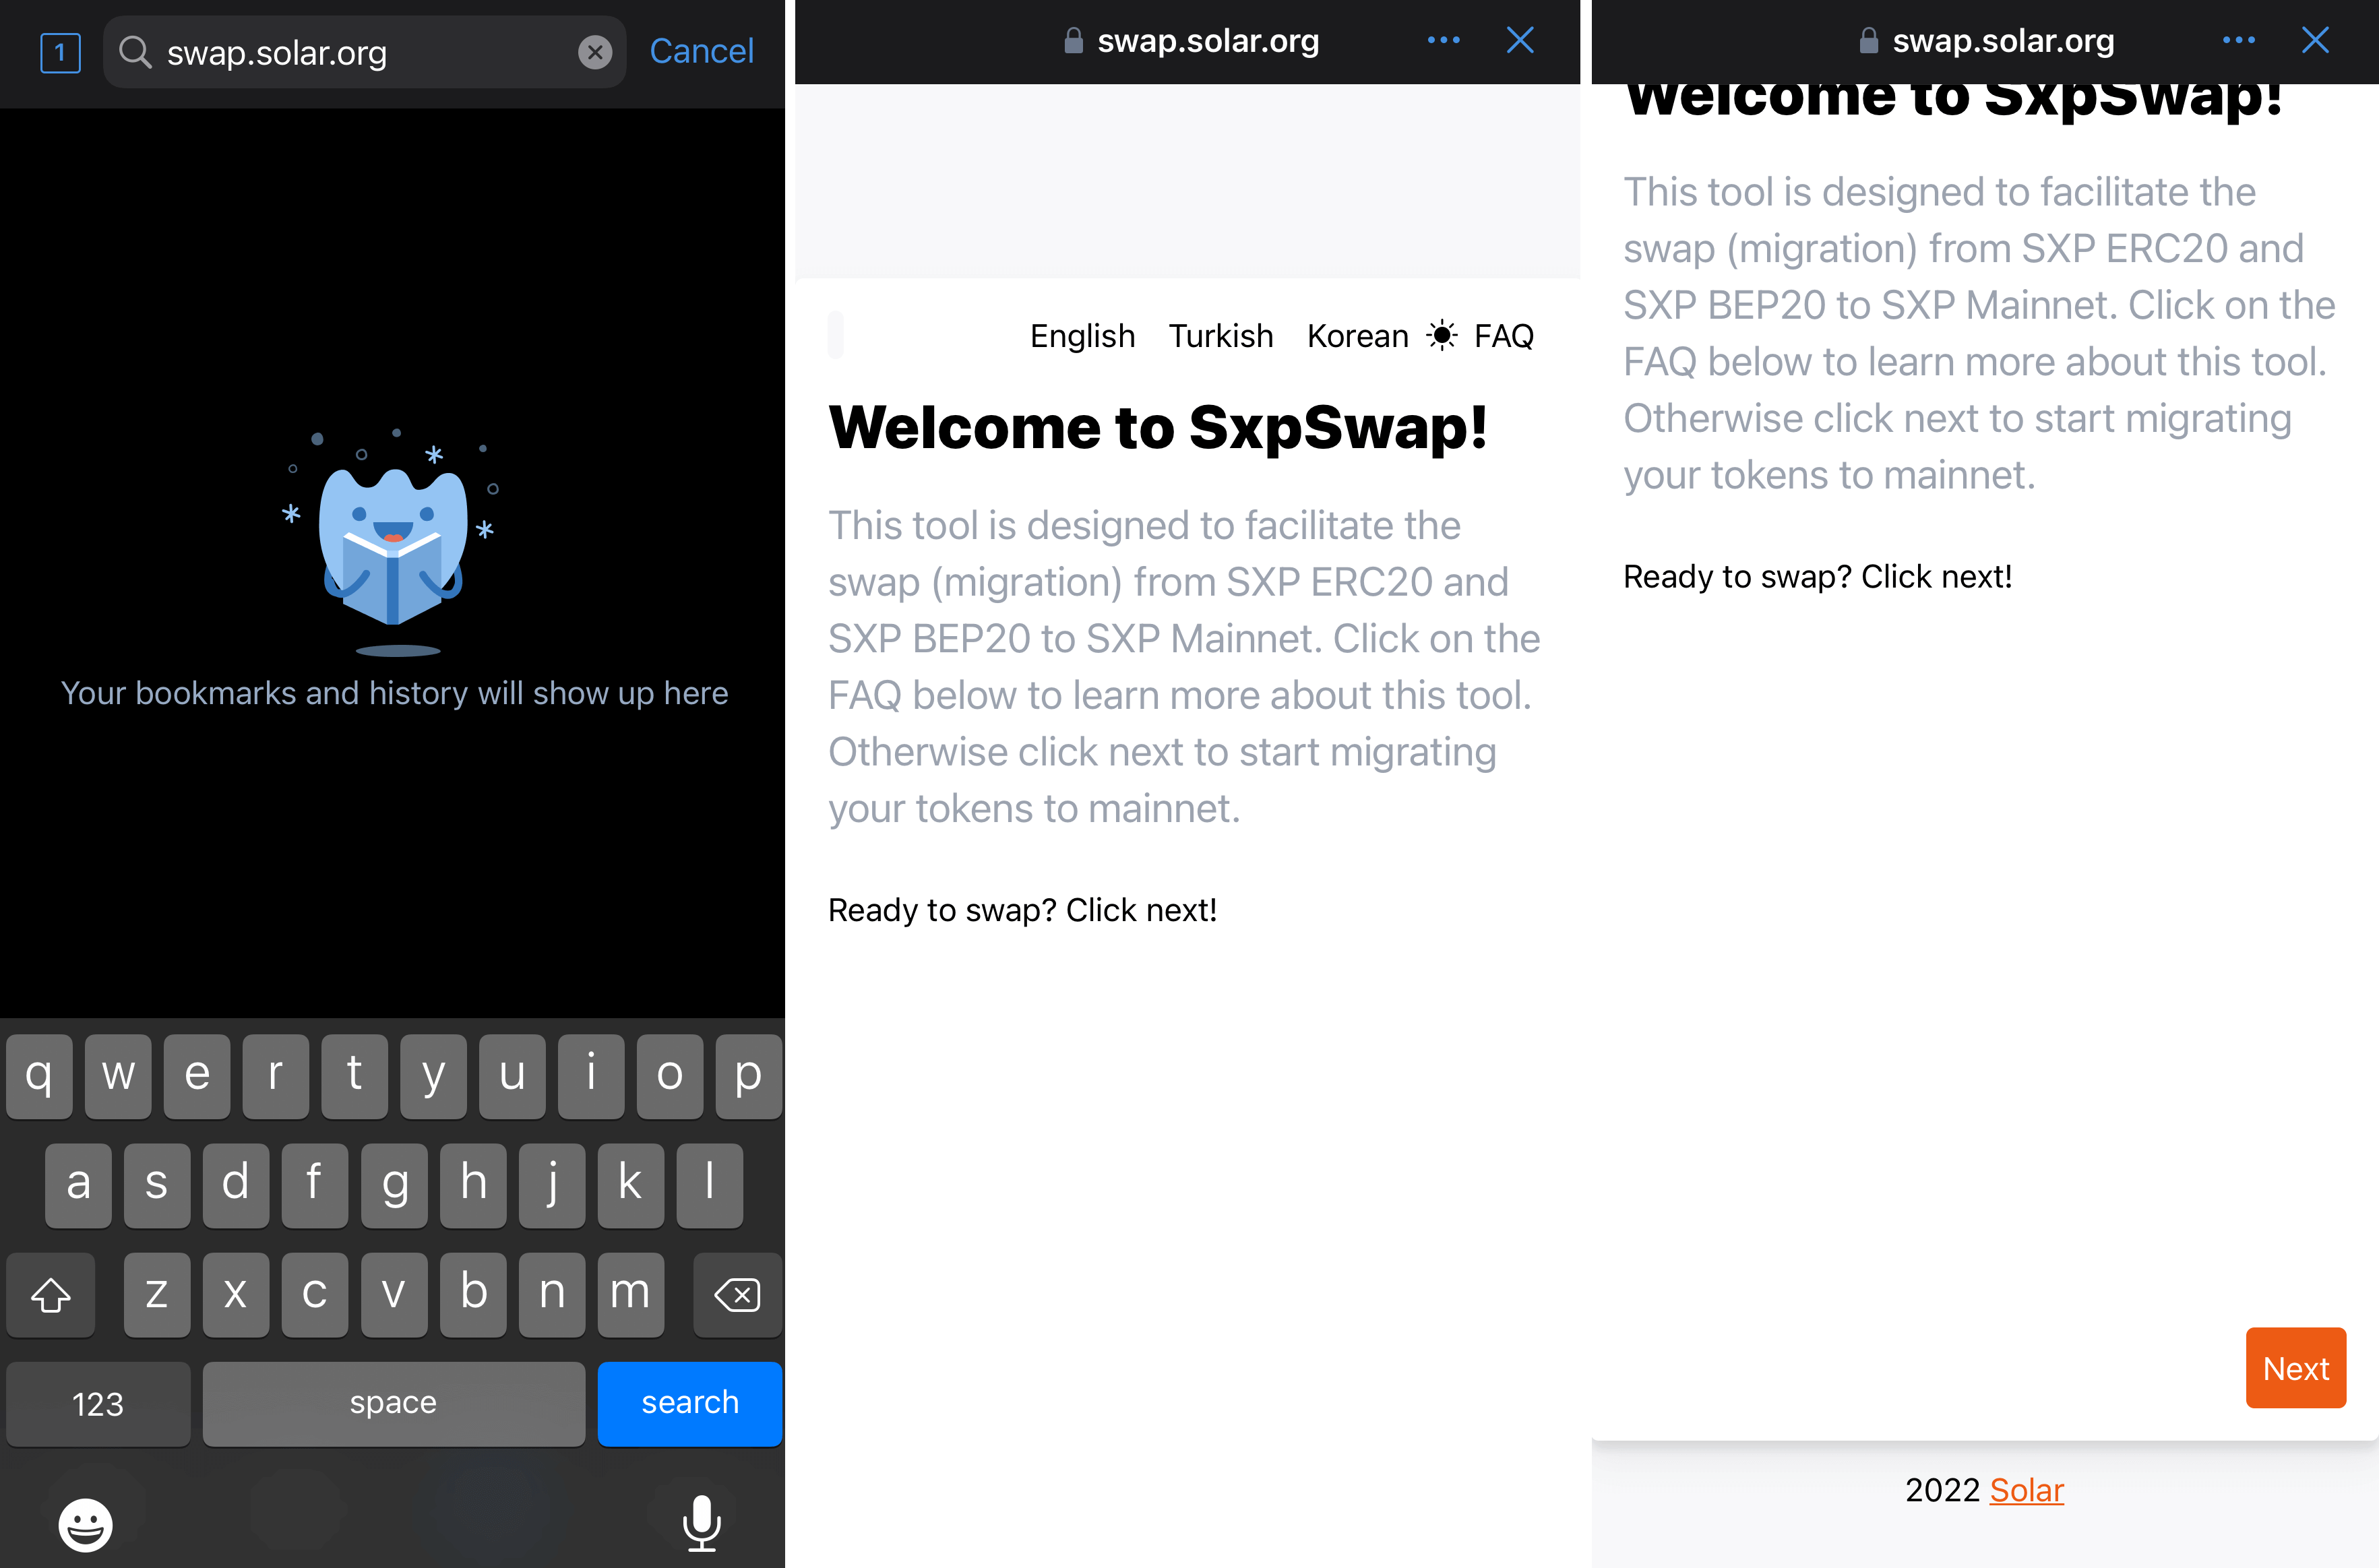 1
swap.solar.org
Cancel
Your bookmarks and history will show up here
q w e r t y u i o p
a s d f g h j k l
z x c v b n m
123 space search
swap.solar.org
English Turkish Korean FAQ
Welcome to SxpSwap!
This tool is designed to facilitate the
swap (migration) from SXP ERC20 and
SXP BEP20 to SXP Mainnet. Click on the
FAQ below to learn more about this tool.
Otherwise click next to start migrating
your tokens to mainnet.
Ready to swap? Click next!
swap.solar.org
Welcome to SxpSwap!
This tool is designed to facilitate the
swap (migration) from SXP ERC20 and
SXP BEP20 to SXP Mainnet. Click on the
FAQ below to learn more about this tool.
Otherwise click next to start migrating
your tokens to mainnet.
Ready to swap? Click next!
Next
2022 Solar